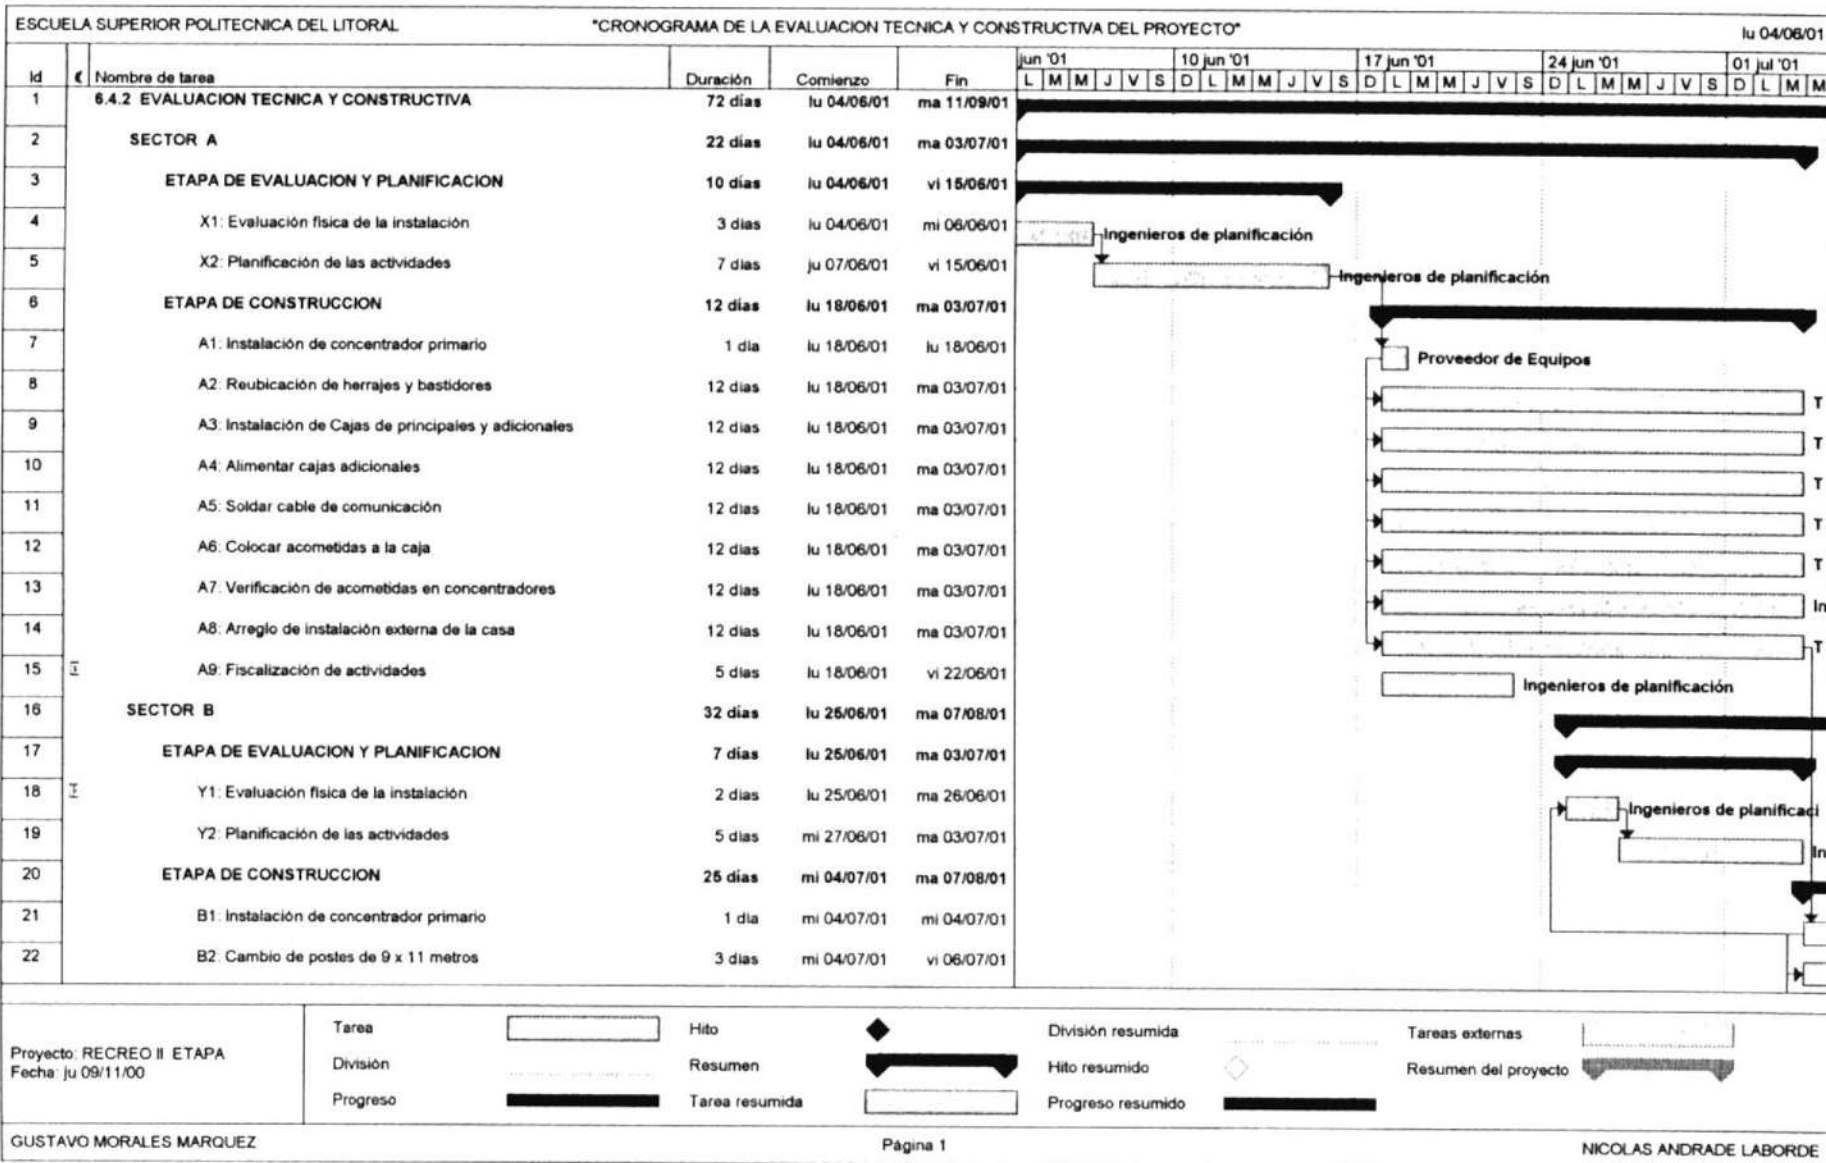 ESCUELA SUPERIOR POLITECNICA DEL LITORAL "CRONOGRAMA DE LA EVALUACION TECNICA Y CONSTRUCTIVA DEL PROYECTO" lu 04/06/01
jun '01 10 jun '01 17 jun '01 24 jun '01 01 jul '01
Id Nombre de tarea Duración Comienzo Fin L M M J V S D L M M J V S D L M M J V S D L M M J V S D L M M
1 6.4.2 EVALUACION TECNICA Y CONSTRUCTIVA 72 días lu 04/06/01 ma 11/09/01
2 SECTOR A 22 días lu 04/06/01 ma 03/07/01
3 ETAPA DE EVALUACION Y PLANIFICACION 10 días lu 04/06/01 vi 15/06/01
4 X1: Evaluación física de la instalación 3 días lu 04/06/01 mi 06/06/01 Ingenieros de planificación
5 X2: Planificación de las actividades 7 días ju 07/06/01 vi 15/06/01 Ingenieros de planificación
6 ETAPA DE CONSTRUCCION 12 días lu 18/06/01 ma 03/07/01
7 A1: Instalación de concentrador primario 1 día lu 18/06/01 lu 18/06/01 Proveedor de Equipos
8 A2: Reubicación de herrajes y bastidores 12 días lu 18/06/01 ma 03/07/01 T
9 A3: Instalación de Cajas de principales y adicionales 12 días lu 18/06/01 ma 03/07/01 T
10 A4: Alimentar cajas adicionales 12 días lu 18/06/01 ma 03/07/01 T
11 A5: Soldar cable de comunicación 12 días lu 18/06/01 ma 03/07/01 T
12 A6: Colocar acometidas a la caja 12 días lu 18/06/01 ma 03/07/01 T
13 A7: Verificación de acometidas en concentradores 12 días lu 18/06/01 ma 03/07/01 In
14 A8: Arreglo de instalación externa de la casa 12 días lu 18/06/01 ma 03/07/01 T
15 A9: Fiscalización de actividades 5 días lu 18/06/01 vi 22/06/01 Ingenieros de planificación
16 SECTOR B 32 días lu 25/06/01 ma 07/08/01
17 ETAPA DE EVALUACION Y PLANIFICACION 7 días lu 25/06/01 ma 03/07/01
18 Y1: Evaluación física de la instalación 2 días lu 25/06/01 ma 26/06/01 Ingenieros de planificaci
19 Y2: Planificación de las actividades 5 días mi 27/06/01 ma 03/07/01 In
20 ETAPA DE CONSTRUCCION 25 días mi 04/07/01 ma 07/08/01
21 B1: Instalación de concentrador primario 1 día mi 04/07/01 mi 04/07/01
22 B2: Cambio de postes de 9 x 11 metros 3 días mi 04/07/01 vi 06/07/01
Tarea Hito División resumida Tareas externas
Proyecto: RECREO II ETAPA
Fecha: ju 09/11/00
División Resumen Hito resumido Resumen del proyecto
Progreso Tarea resumida Progreso resumido
GUSTAVO MORALES MARQUEZ Página 1 NICOLAS ANDRADE LABORDE